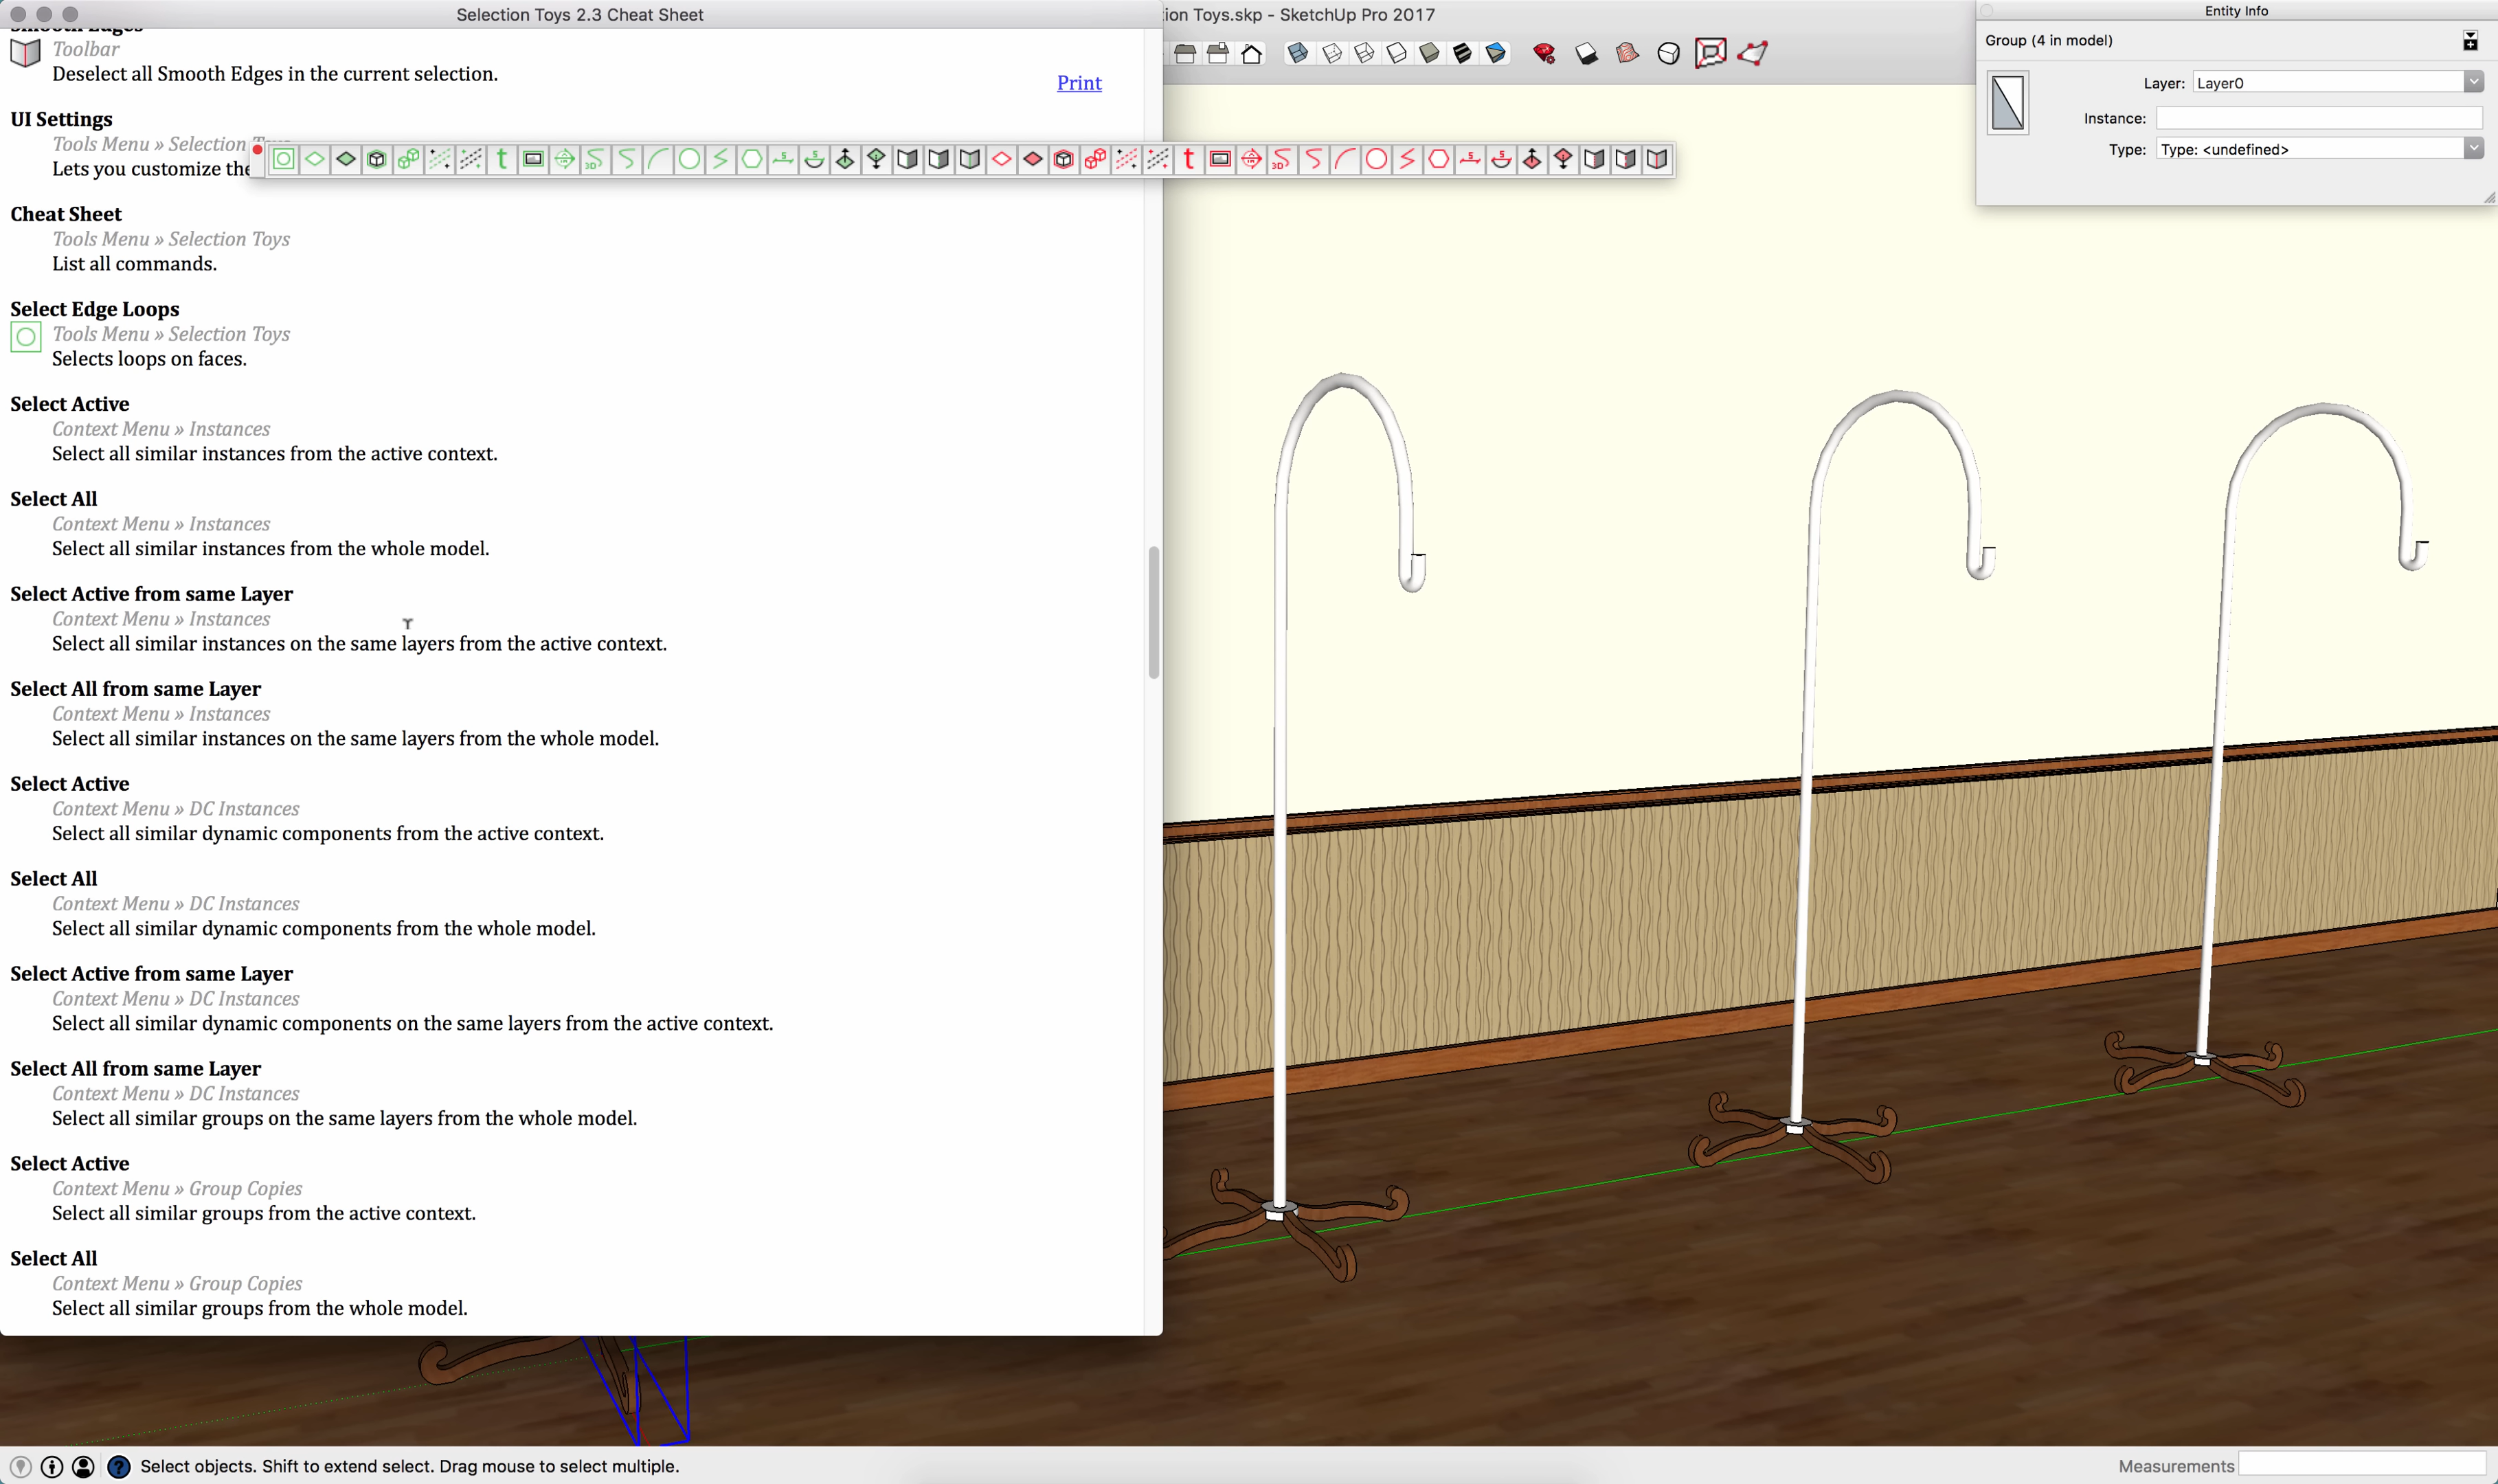 Selection Toys 2.3 Cheat Sheet
ion Toys.skp - SketchUp Pro 2017
Entity Info
Smooth Edges
Toolbar
Deselect all Smooth Edges in the current selection.
Print
UI Settings
Tools Menu » Selection Toys
Lets you customize the
Cheat Sheet
Tools Menu » Selection Toys
List all commands.
Select Edge Loops
Tools Menu » Selection Toys
Selects loops on faces.
Select Active
Context Menu » Instances
Select all similar instances from the active context.
Select All
Context Menu » Instances
Select all similar instances from the whole model.
Select Active from same Layer
Context Menu » Instances
Select all similar instances on the same layers from the active context.
Select All from same Layer
Context Menu » Instances
Select all similar instances on the same layers from the whole model.
Select Active
Context Menu » DC Instances
Select all similar dynamic components from the active context.
Select All
Context Menu » DC Instances
Select all similar dynamic components from the whole model.
Select Active from same Layer
Context Menu » DC Instances
Select all similar dynamic components on the same layers from the active context.
Select All from same Layer
Context Menu » DC Instances
Select all similar groups on the same layers from the whole model.
Select Active
Context Menu » Group Copies
Select all similar groups from the active context.
Select All
Context Menu » Group Copies
Select all similar groups from the whole model.
Group (4 in model)
Layer: Layer0
Instance:
Type: Type: <undefined>
Select objects. Shift to extend select. Drag mouse to select multiple.
Measurements